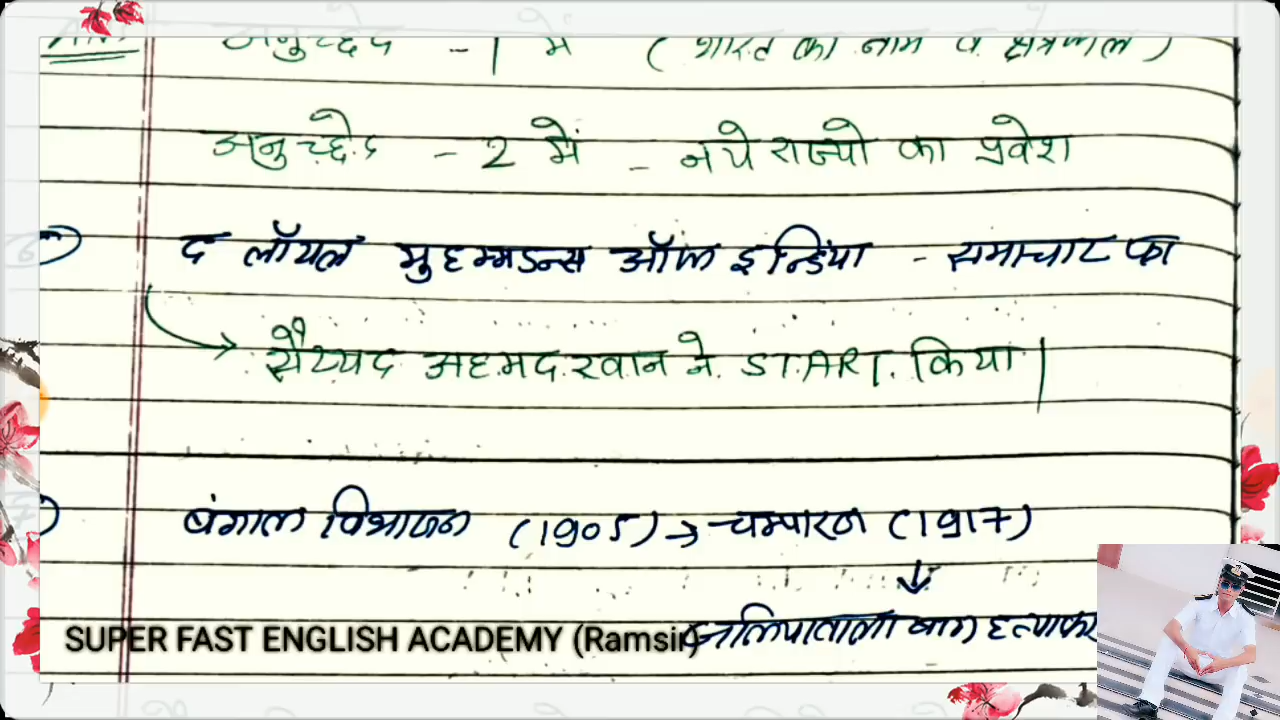 अनुच्छेद - 1 में ( भारत का नाम व क्षेत्रफल )
अनुच्छेद - 2 में - नये राज्यो का प्रवेश
द लॉयल मुहम्मडन्स ऑफ इन्डिया - समाचार का
सैय्यद अहमद खान ने START किया |
बंगाल विभाजन (1905) → चम्पारण (1917)
↓
जलियावाला बाग हत्याका
SUPER FAST ENGLISH ACADEMY (Ramsir)